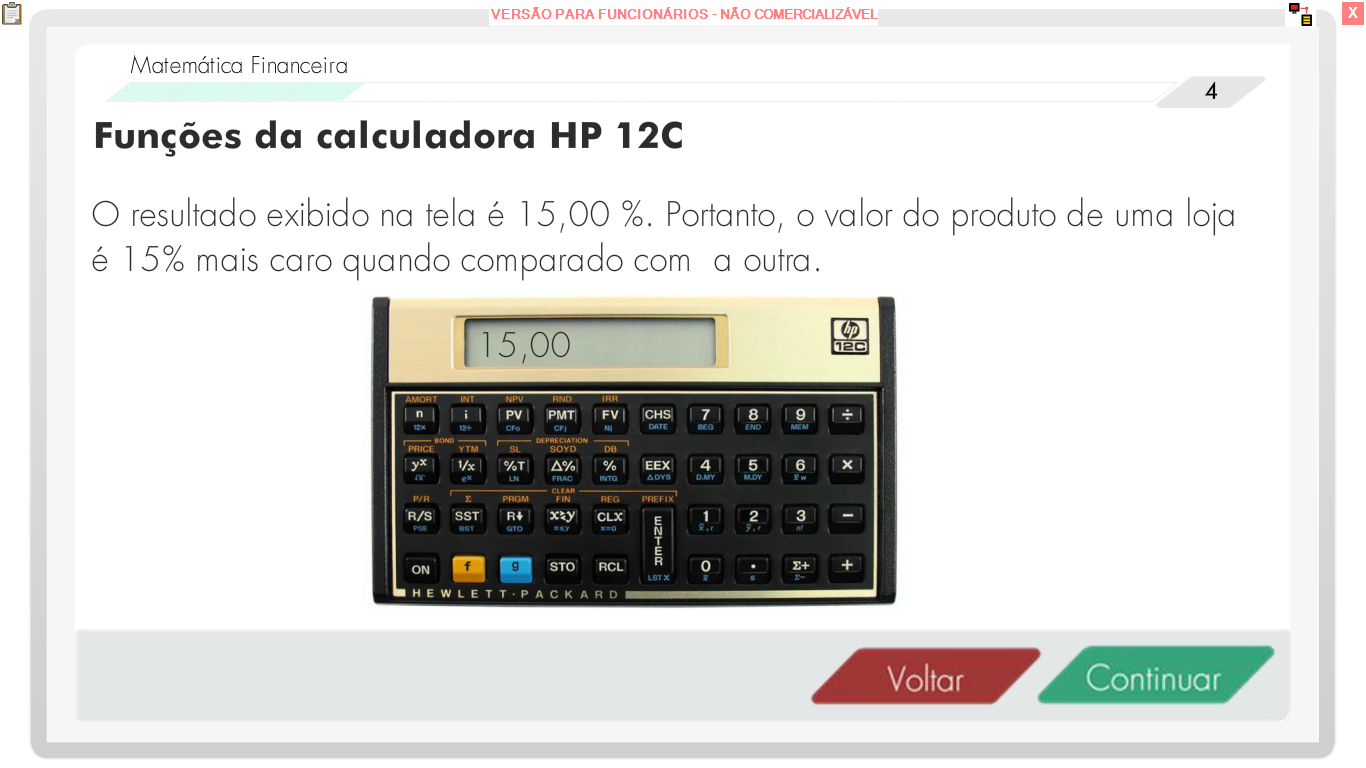 VERSÃO PARA FUNCIONÁRIOS - NÃO COMERCIALIZÁVEL
X
Matemática Financeira
4
Funções da calculadora HP 12C
O resultado exibido na tela é 15,00 %. Portanto, o valor do produto de uma loja
é 15% mais caro quando comparado com a outra.
15,00
hp
12C
AMORT INT NPV RND IRR
n i PV PMT FV CHS 7 8 9 ÷
12× 12÷ CFo CFj Nj DATE BEG END MEM
BOND DEPRECIATION
PRICE YTM SL SOYD DB
yx 1/x %T Δ% % EEX 4 5 6 ×
ex LN FRAC INTG ΔDYS D.MY M.DY x̄w
CLEAR
P/R Σ PRGM FIN REG PREFIX
R/S SST R↓ x≷y CLx ENTER 1 2 3 −
PSE BST GTO x≤y x=0 x̂,r ŷ,r n!
ON f g STO RCL 0 . Σ+ +
LST X x̄ s Σ−
HEWLETT·PACKARD
Voltar
Continuar